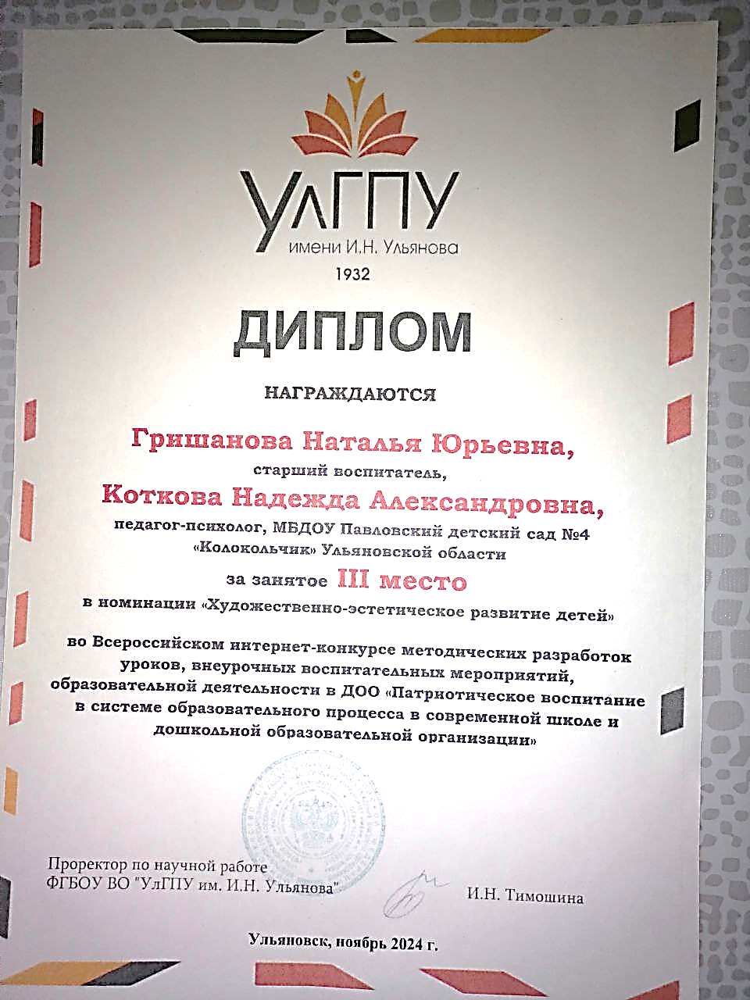 УлГПУ
имени И.Н. Ульянова
1932
ДИПЛОМ
НАГРАЖДАЮТСЯ
Гришанова Наталья Юрьевна,
старший воспитатель,
Коткова Надежда Александровна,
педагог-психолог, МБДОУ Павловский детский сад №4
«Колокольчик» Ульяновской области
за занятое III место
в номинации «Художественно-эстетическое развитие детей»
во Всероссийском интернет-конкурсе методических разработок
уроков, внеурочных воспитательных мероприятий,
образовательной деятельности в ДОО «Патриотическое воспитание
в системе образовательного процесса в современной школе и
дошкольной образовательной организации»
Проректор по научной работе
ФГБОУ ВО "УлГПУ им. И.Н. Ульянова"
И.Н. Тимошина
Ульяновск, ноябрь 2024 г.